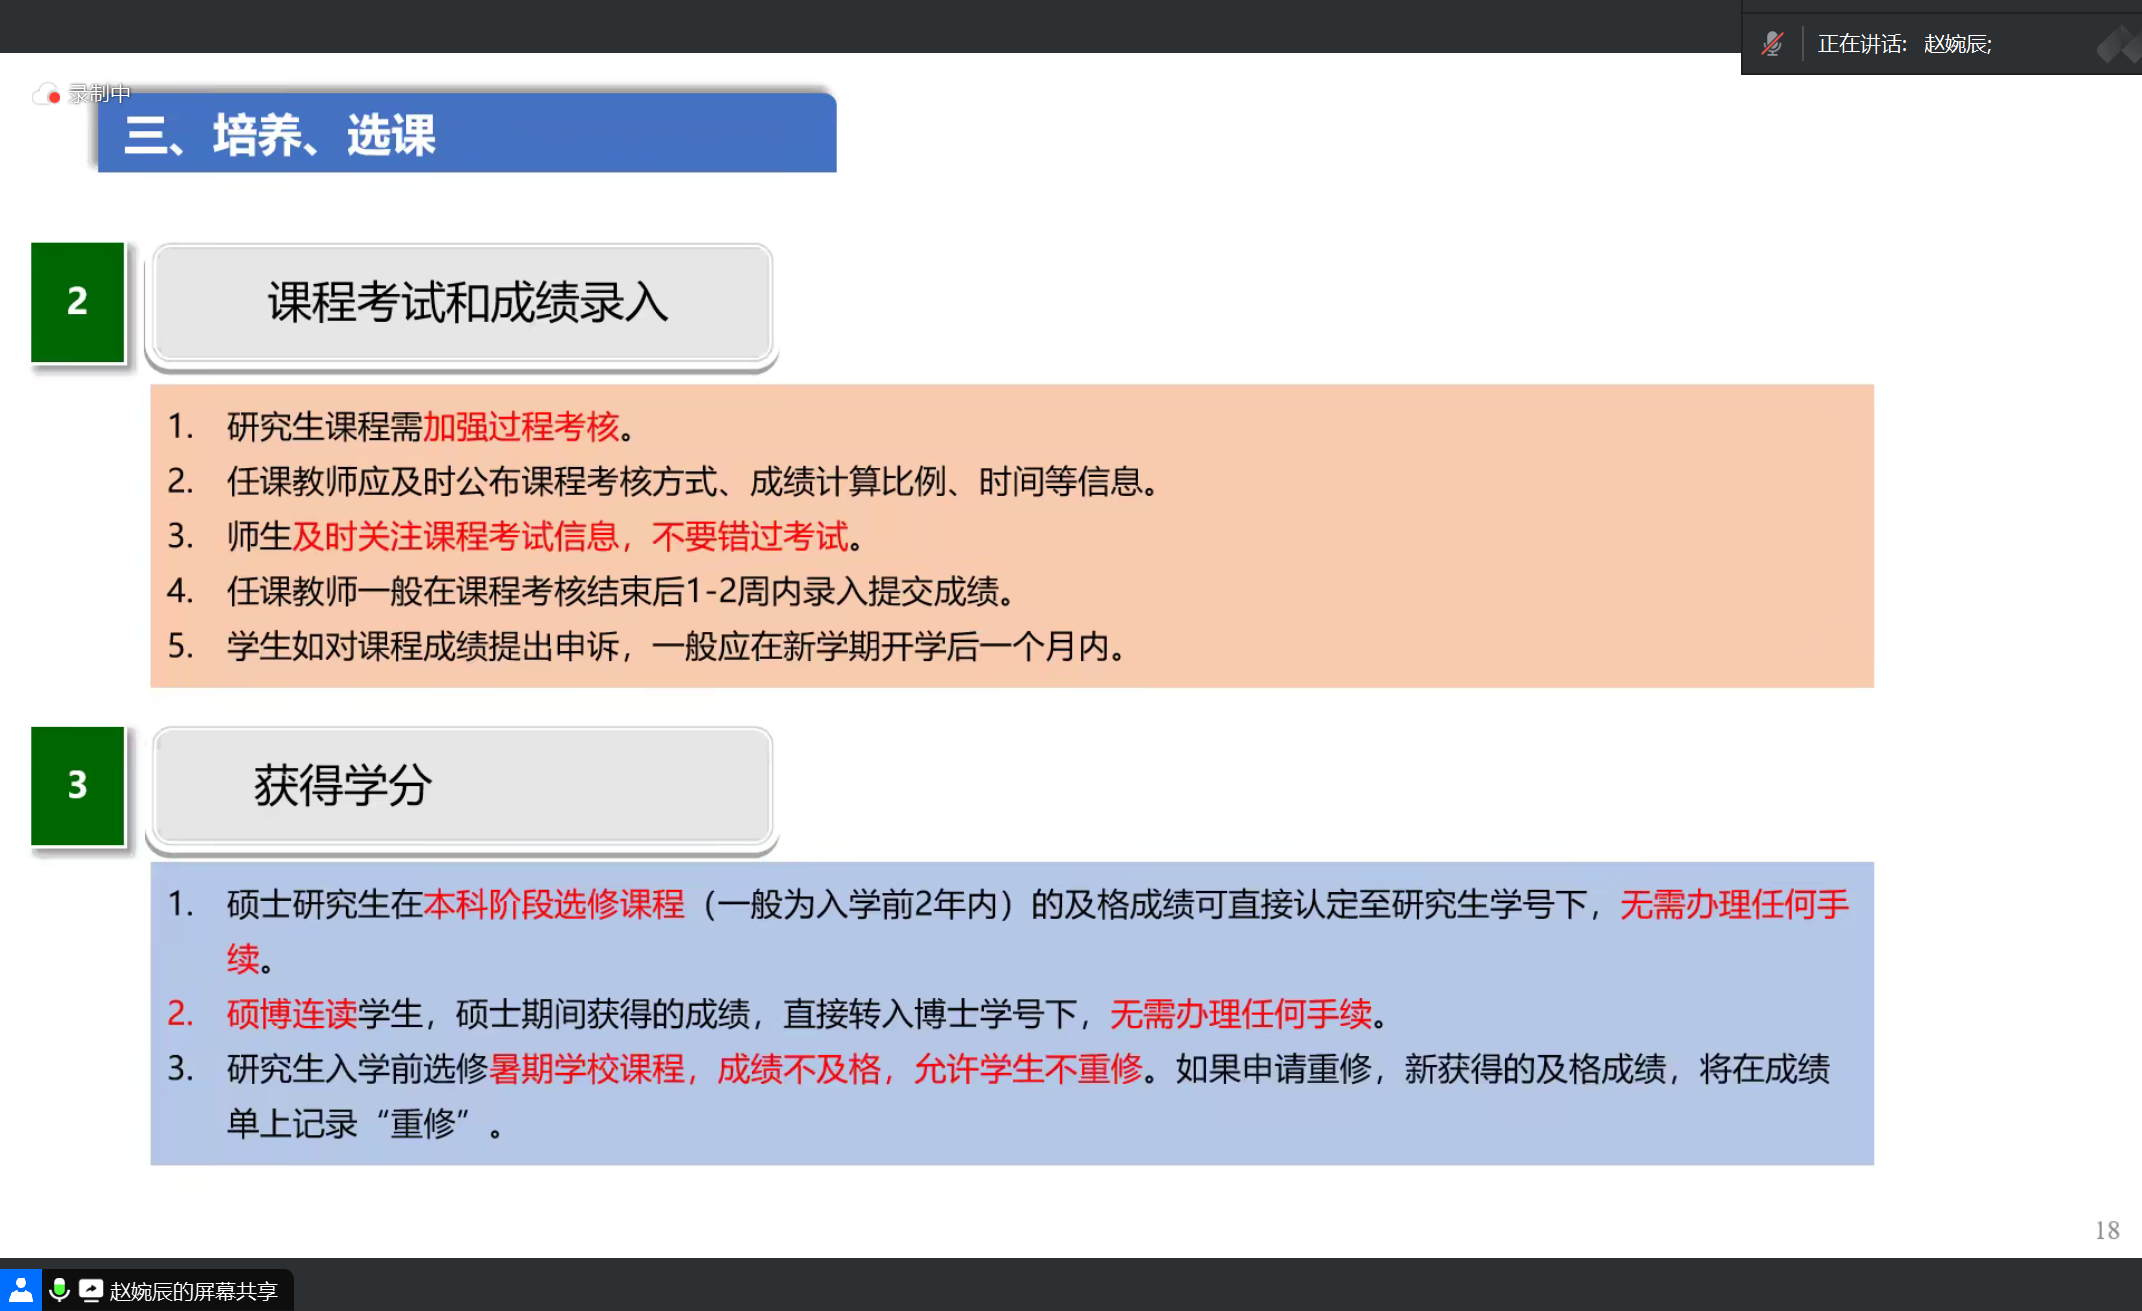 正在讲话: 赵婉辰;
录制中
三、培养、选课
2
课程考试和成绩录入
1. 研究生课程需加强过程考核。
2. 任课教师应及时公布课程考核方式、成绩计算比例、时间等信息。
3. 师生及时关注课程考试信息，不要错过考试。
4. 任课教师一般在课程考核结束后1-2周内录入提交成绩。
5. 学生如对课程成绩提出申诉，一般应在新学期开学后一个月内。
3
获得学分
1. 硕士研究生在本科阶段选修课程（一般为入学前2年内）的及格成绩可直接认定至研究生学号下，无需办理任何手
续。
2. 硕博连读学生，硕士期间获得的成绩，直接转入博士学号下，无需办理任何手续。
3. 研究生入学前选修暑期学校课程，成绩不及格，允许学生不重修。如果申请重修，新获得的及格成绩，将在成绩
单上记录“重修”。
18
赵婉辰的屏幕共享